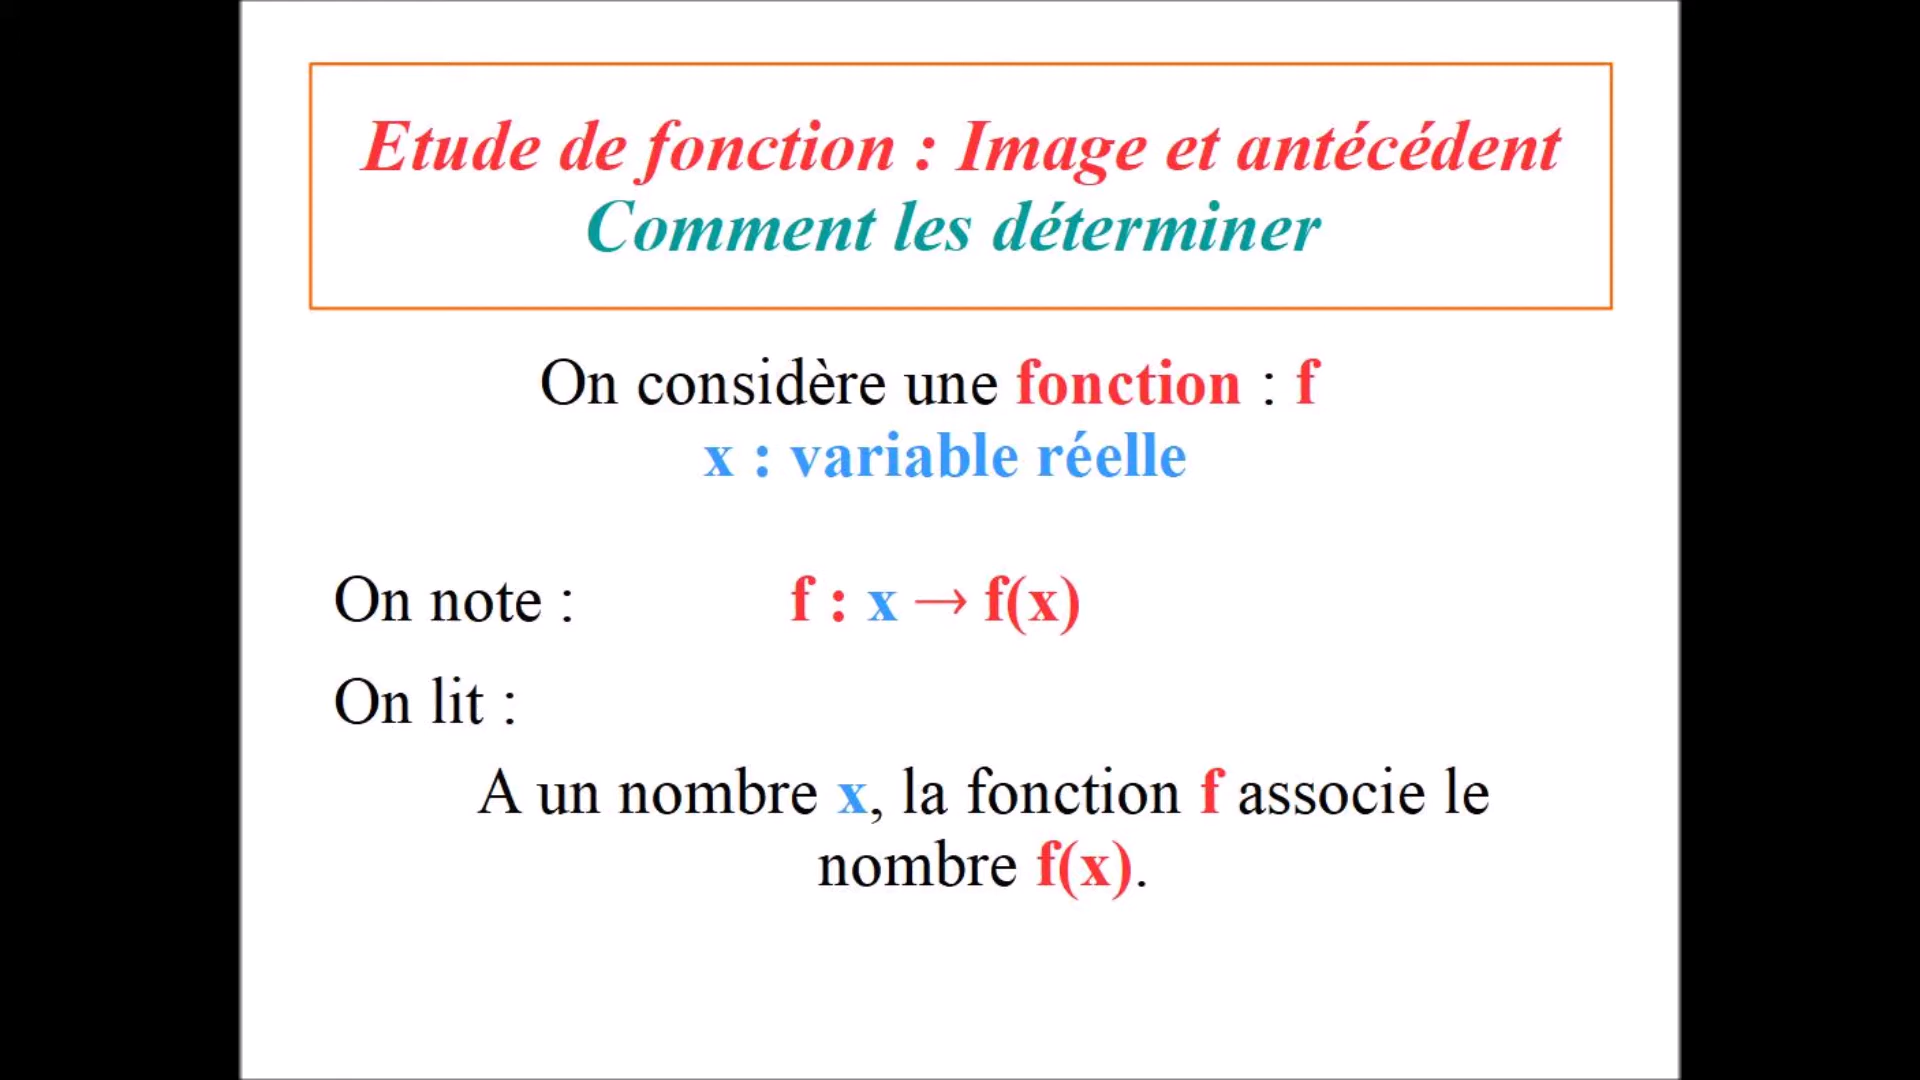 Etude de fonction : Image et antécédent
Comment les déterminer
On considère une fonction : f
x : variable réelle
On note : f : x → f(x)
On lit :
A un nombre x, la fonction f associe le
nombre f(x).